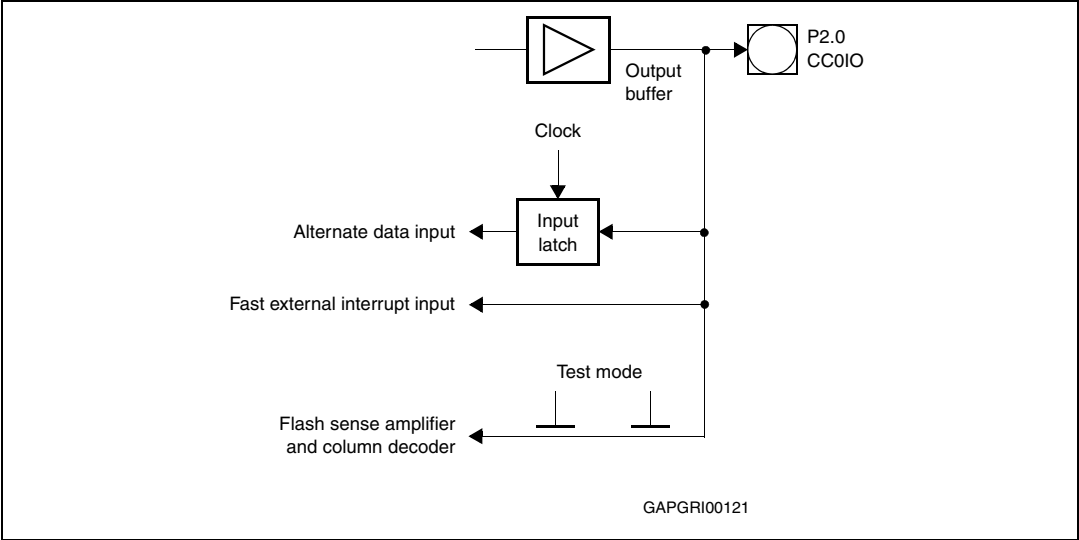 P2.0
CC0IO
Output
buffer
Clock
Input
latch
Alternate data input
Fast external interrupt input
Test mode
Flash sense amplifier
and column decoder
GAPGRI00121